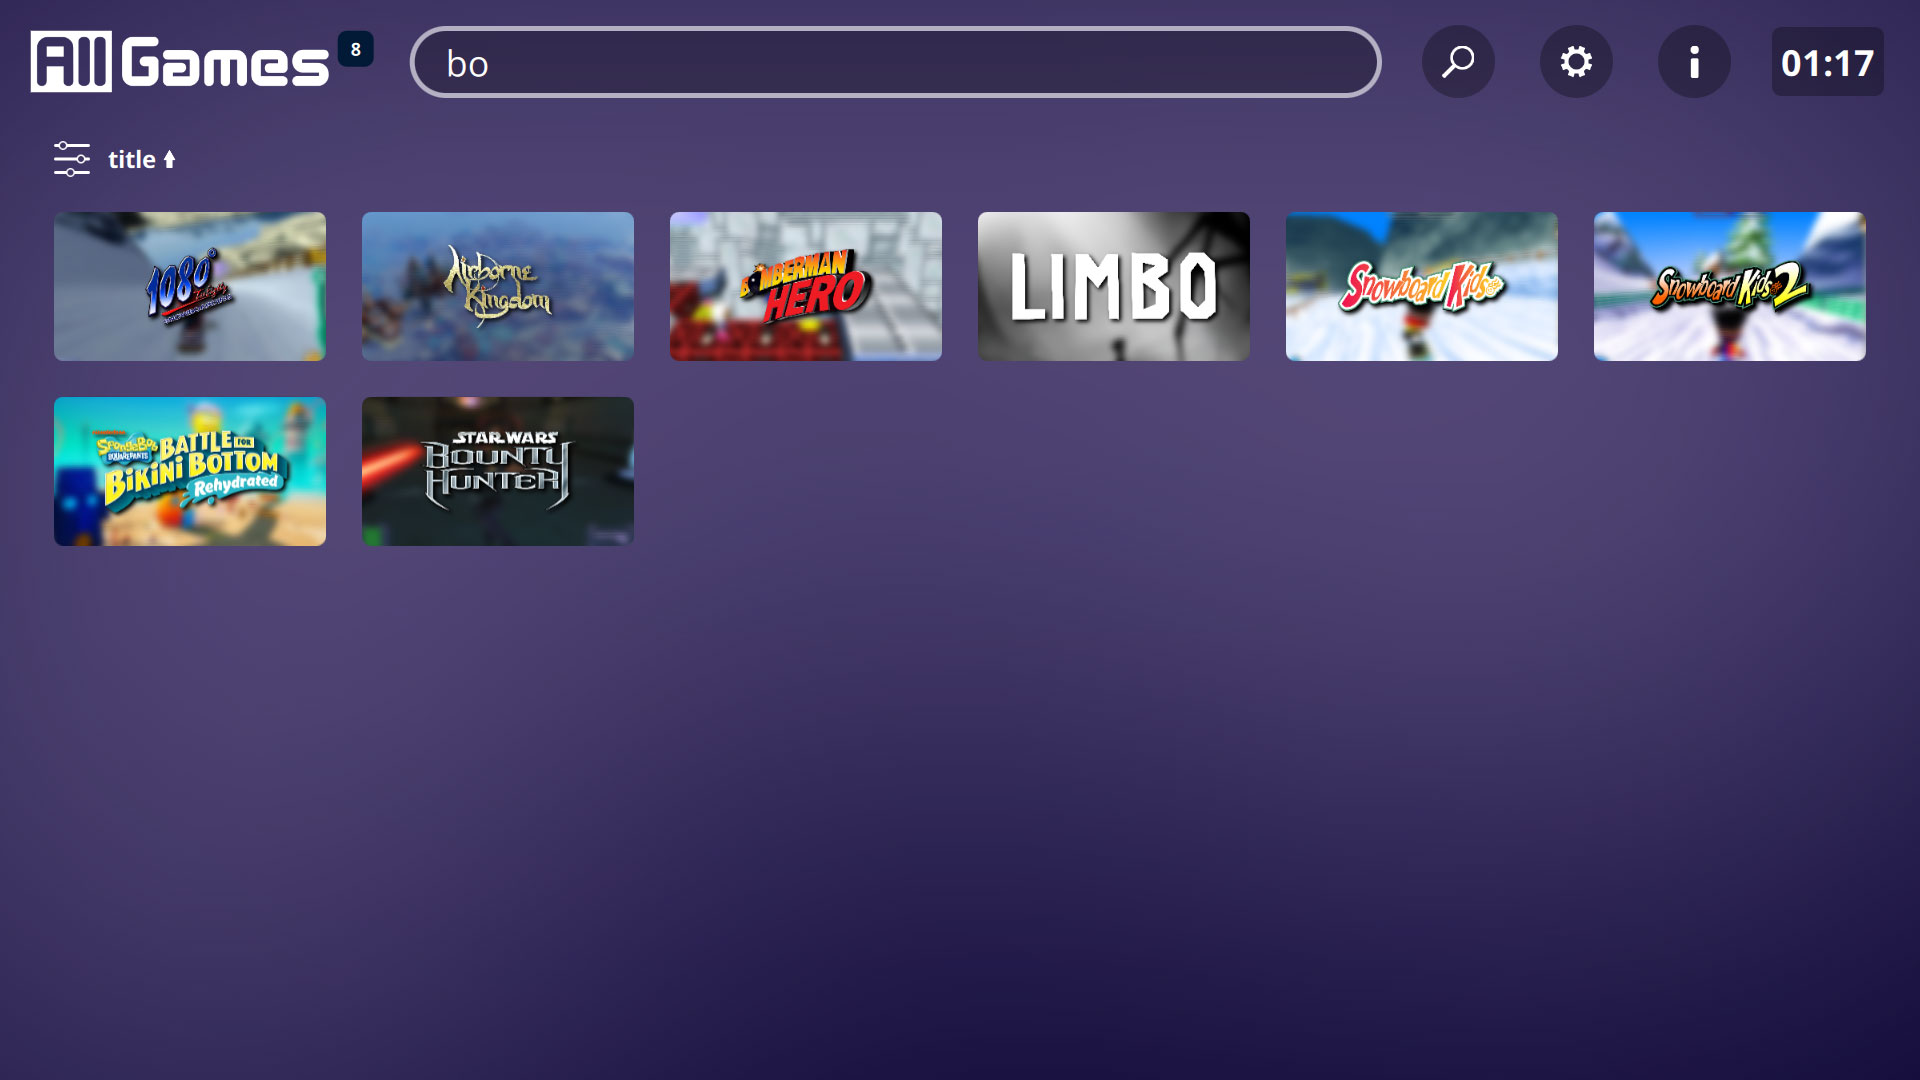 All Games 8
bo
01:17
title
1080°
Airborne
Kingdom
BOMBERMAN
HERO
LIMBO
Snowboard Kids
Snowboard Kids 2
SpongeBob
SQUAREPANTS
BATTLE FOR
BiKiNi BOTTOM
Rehydrated
STAR WARS
BOUNTY
HUNTER